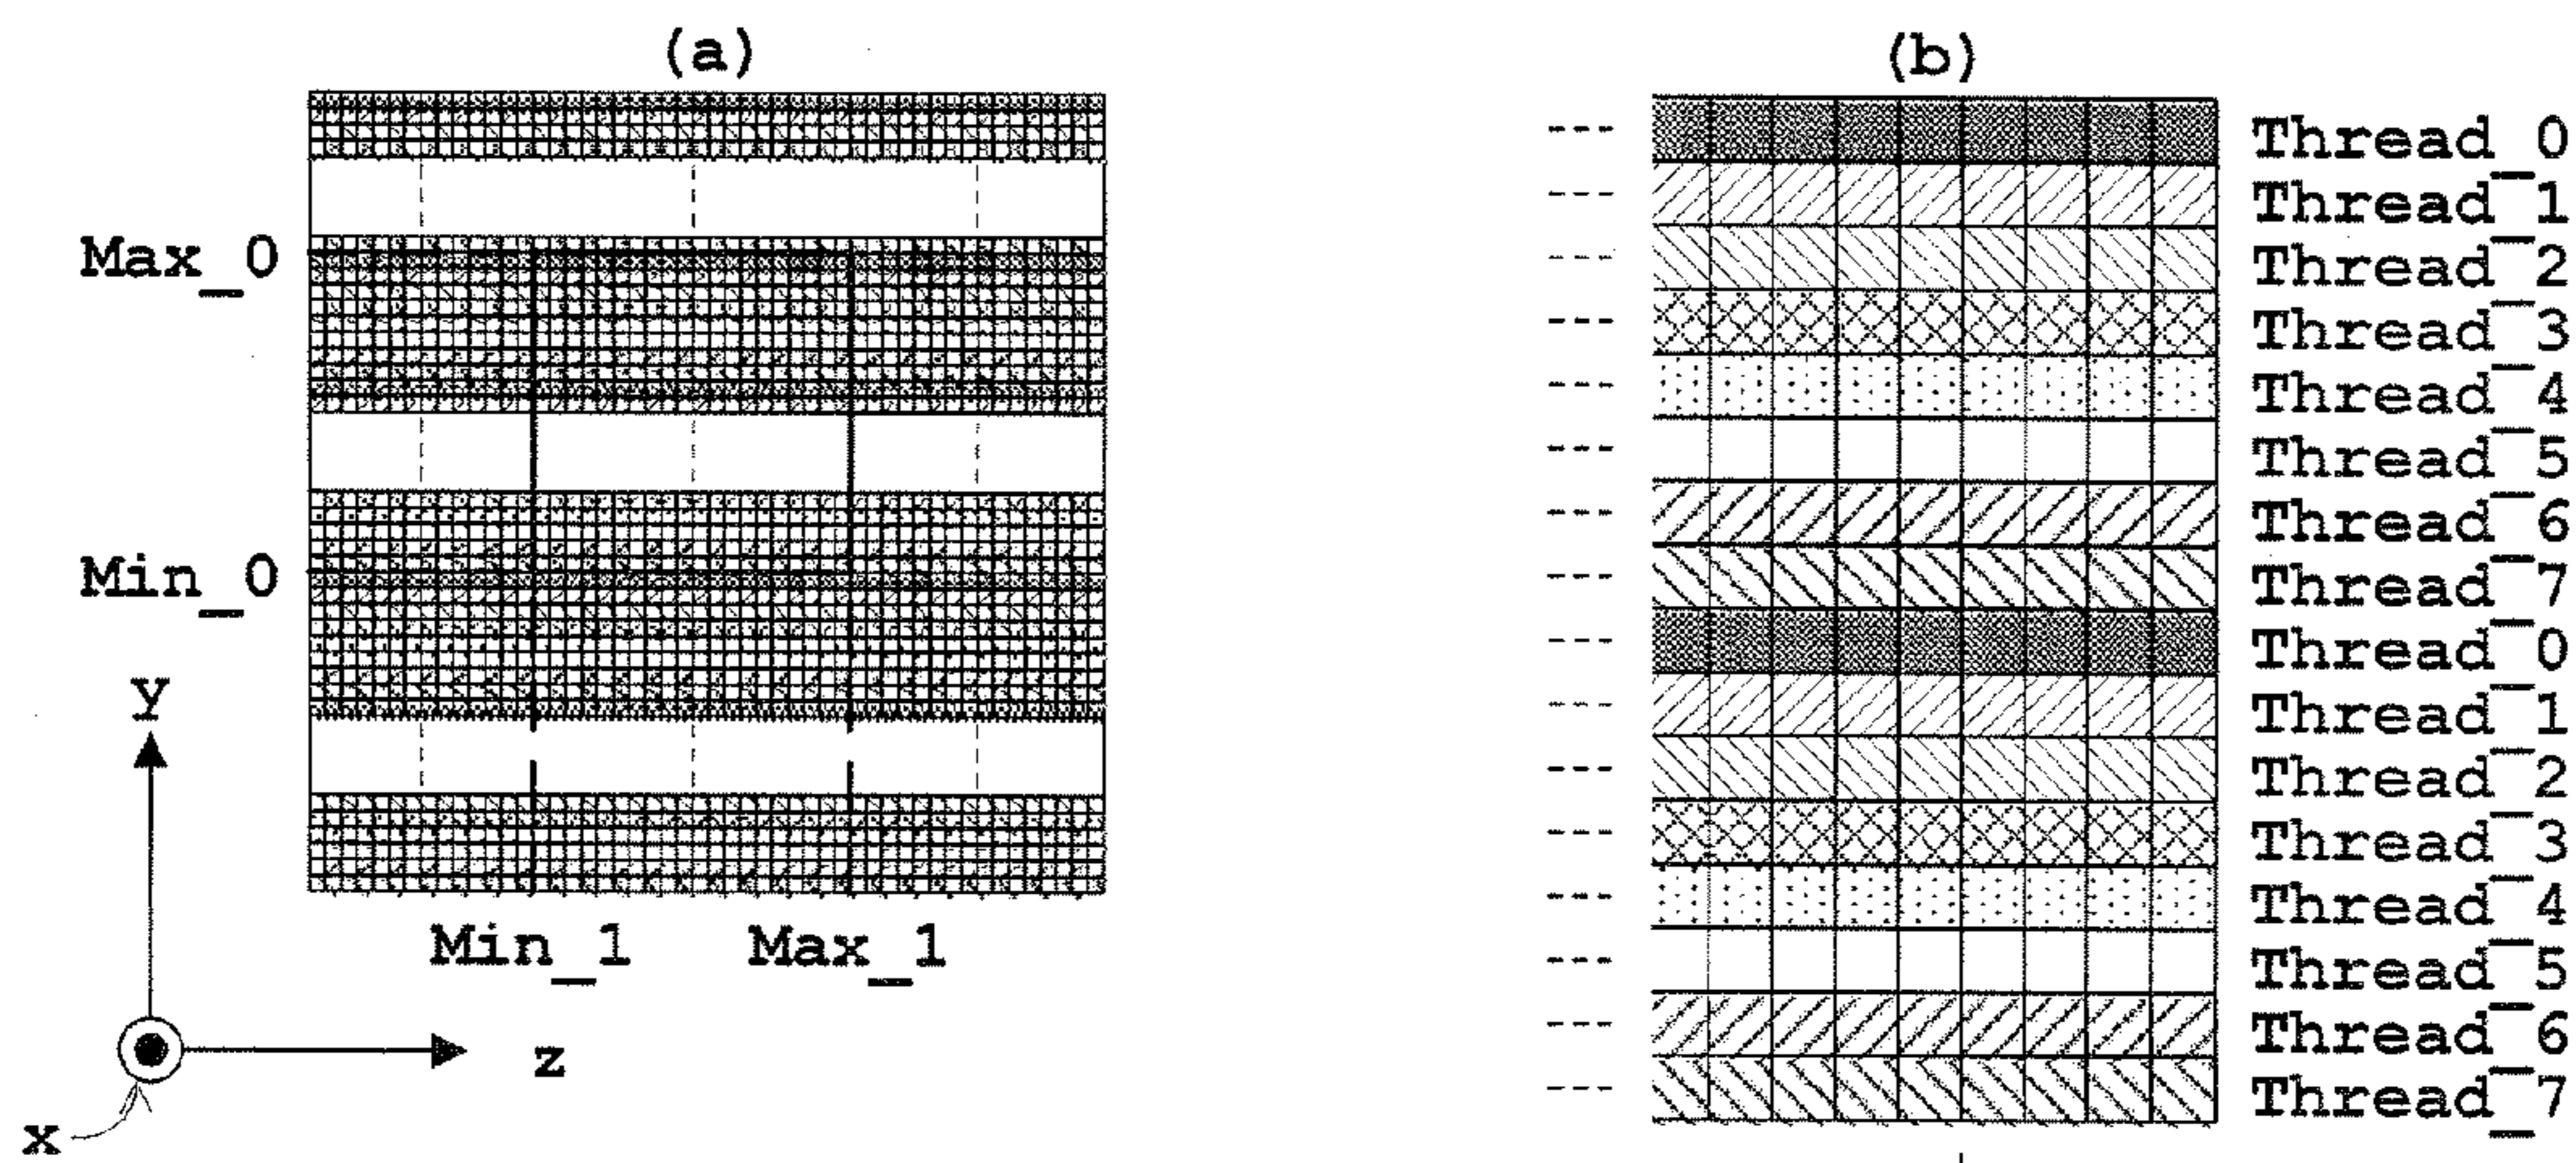 (a)
Max_0
Min_0
y
z
x
Min_1 Max_1
(b)
Thread_0
Thread_1
Thread_2
Thread_3
Thread_4
Thread_5
Thread_6
Thread_7
Thread_0
Thread_1
Thread_2
Thread_3
Thread_4
Thread_5
Thread_6
Thread_7